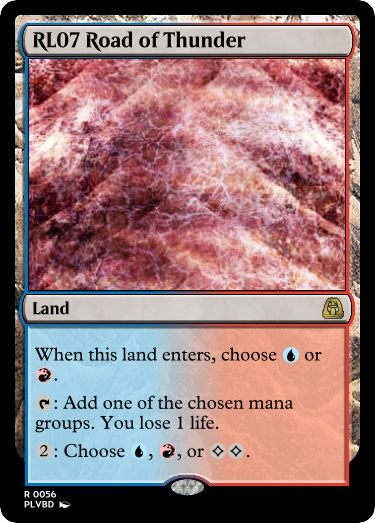 RL07 Road of Thunder
Land
When this land enters, choose 💧 or
🔥.
: Add one of the chosen mana
groups. You lose 1 life.
2: Choose 💧, 🔥, or ◇◇.
R 0056
PLVBD